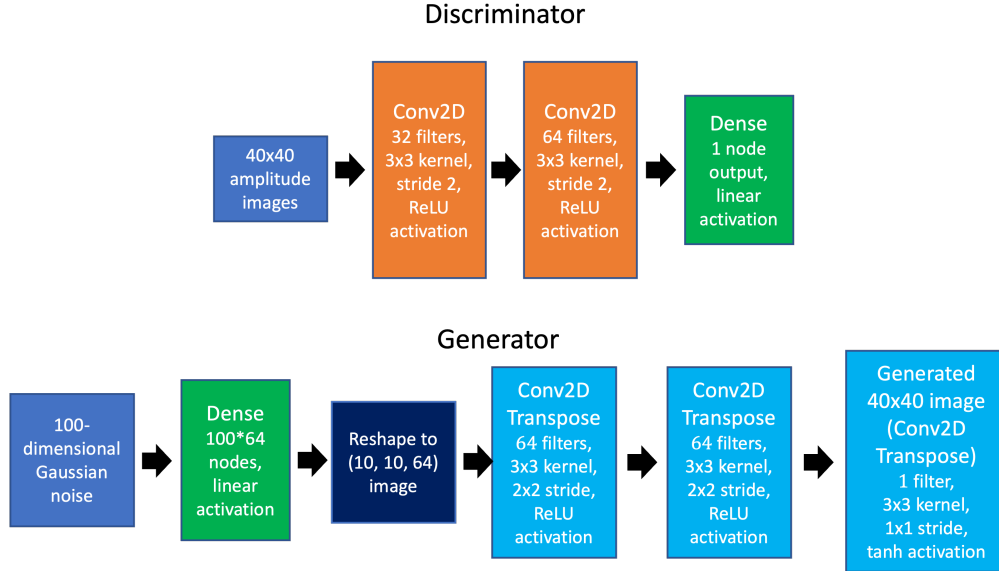 Discriminator
40x40
amplitude
images
Conv2D
32 filters,
3x3 kernel,
stride 2,
ReLU
activation
Conv2D
64 filters,
3x3 kernel,
stride 2,
ReLU
activation
Dense
1 node
output,
linear
activation
Generator
100-
dimensional
Gaussian
noise
Dense
100*64
nodes,
linear
activation
Reshape to
(10, 10, 64)
image
Conv2D
Transpose
64 filters,
3x3 kernel,
2x2 stride,
ReLU
activation
Conv2D
Transpose
64 filters,
3x3 kernel,
2x2 stride,
ReLU
activation
Generated
40x40 image
(Conv2D
Transpose)
1 filter,
3x3 kernel,
1x1 stride,
tanh activation